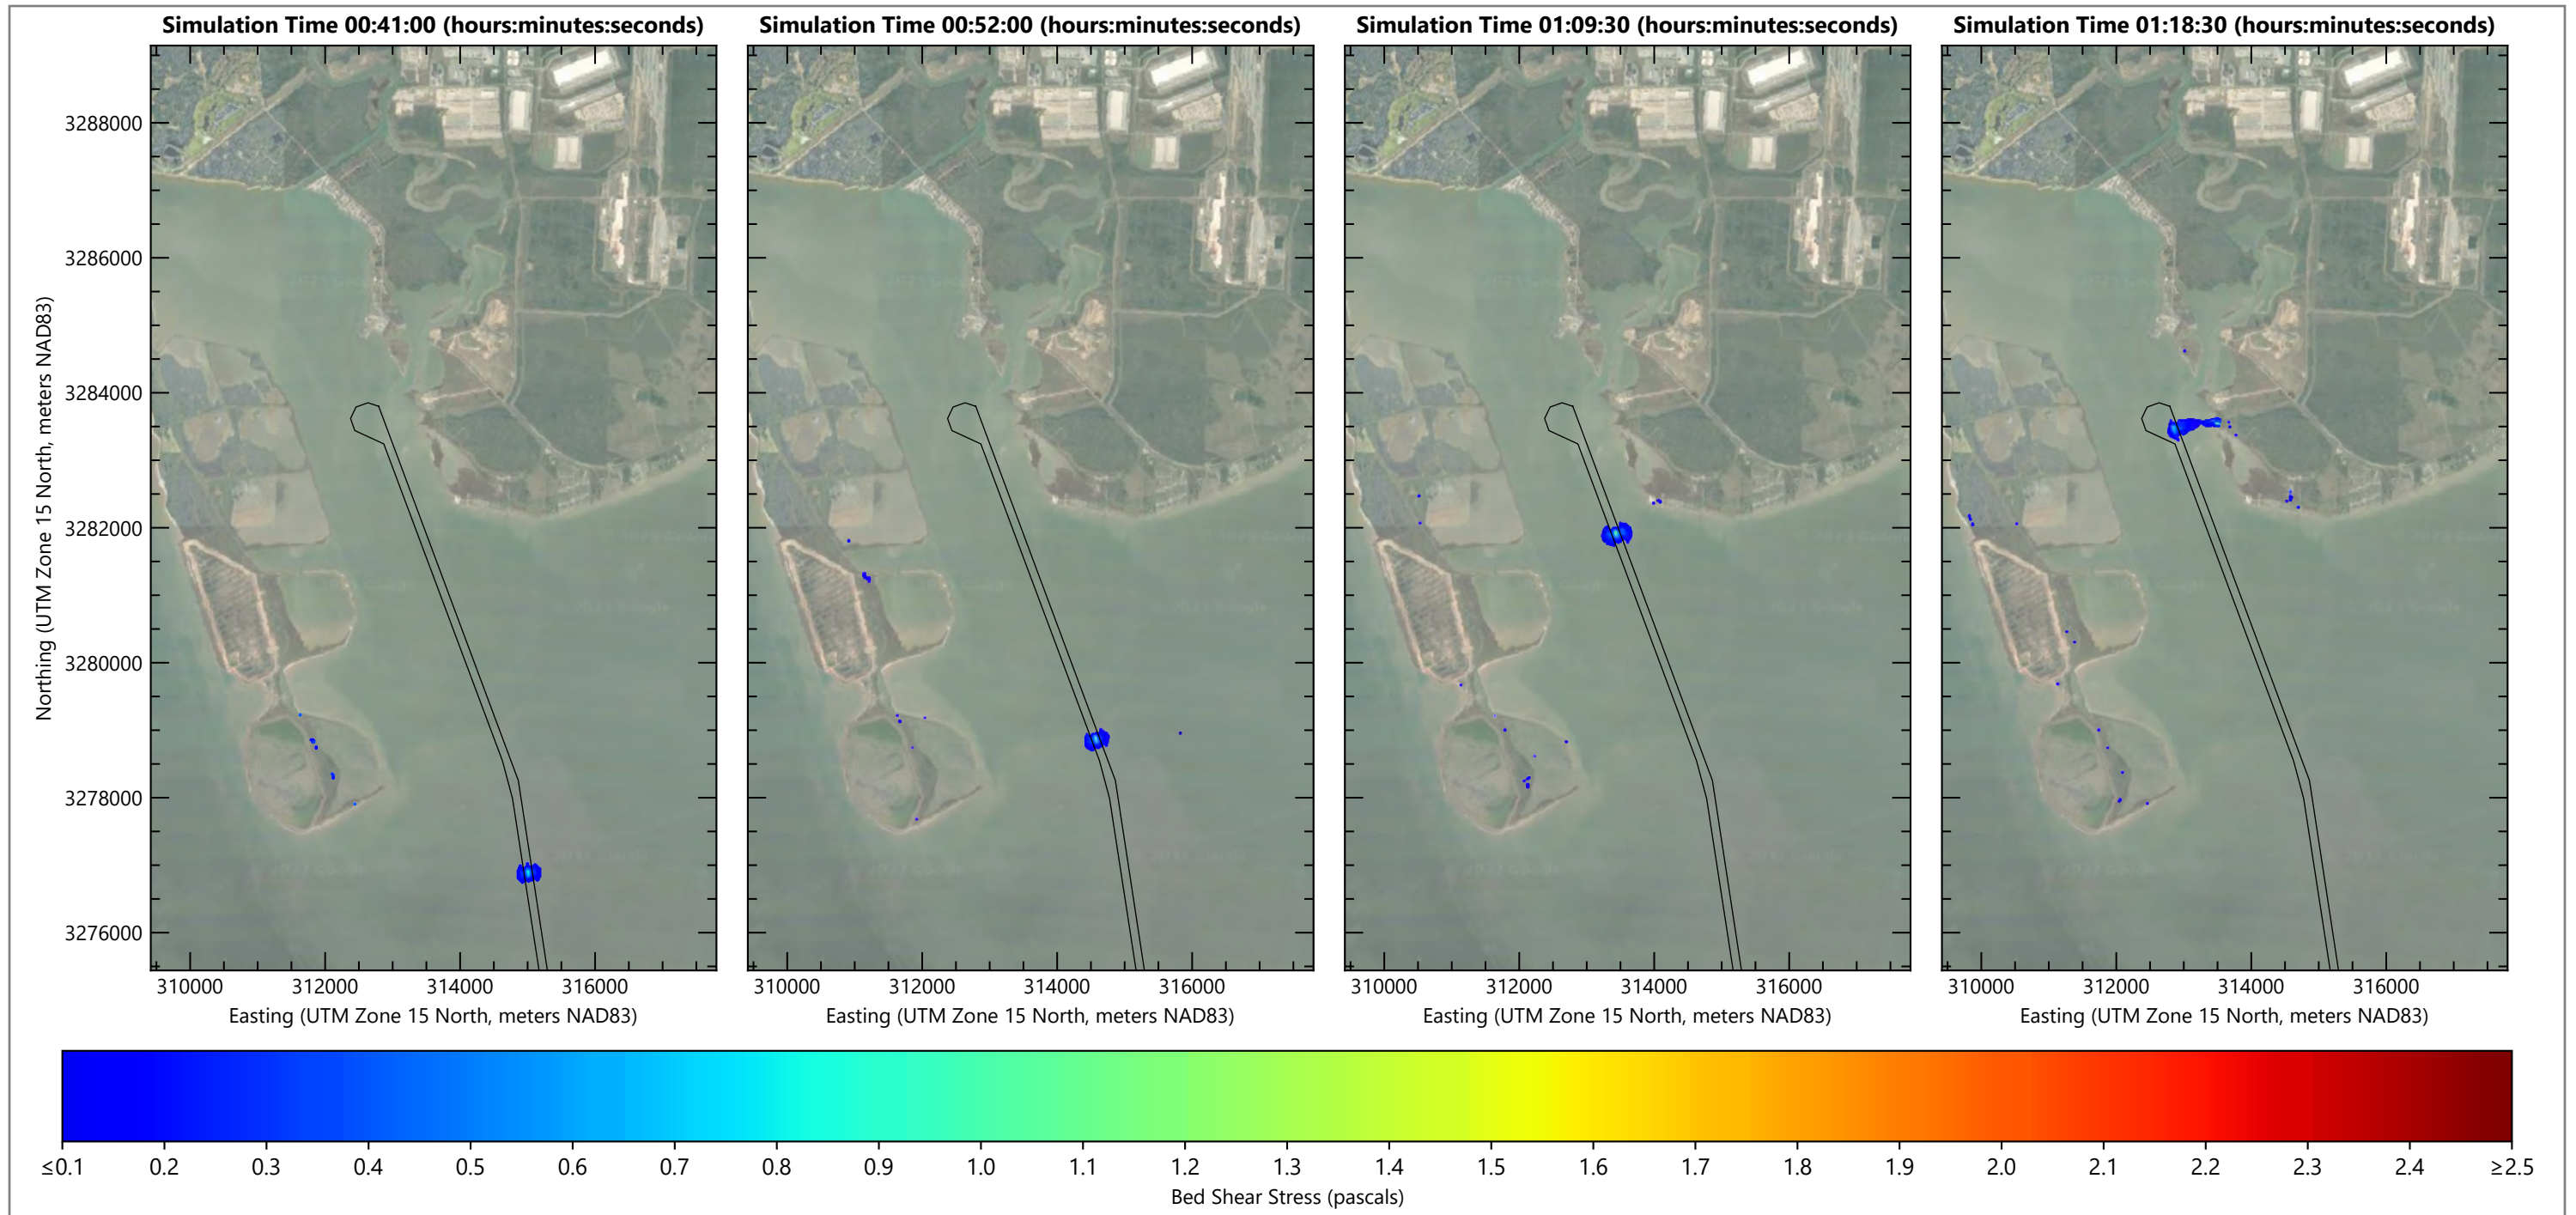 Simulation Time 00:41:00 (hours:minutes:seconds)
Simulation Time 00:52:00 (hours:minutes:seconds)
Simulation Time 01:09:30 (hours:minutes:seconds)
Simulation Time 01:18:30 (hours:minutes:seconds)
Northing (UTM Zone 15 North, meters NAD83)
3288000
3286000
3284000
3282000
3280000
3278000
3276000
310000 312000 314000 316000
310000 312000 314000 316000
310000 312000 314000 316000
310000 312000 314000 316000
Easting (UTM Zone 15 North, meters NAD83)
Easting (UTM Zone 15 North, meters NAD83)
Easting (UTM Zone 15 North, meters NAD83)
Easting (UTM Zone 15 North, meters NAD83)
≤0.1 0.2 0.3 0.4 0.5 0.6 0.7 0.8 0.9 1.0 1.1 1.2 1.3 1.4 1.5 1.6 1.7 1.8 1.9 2.0 2.1 2.2 2.3 2.4 ≥2.5
Bed Shear Stress (pascals)